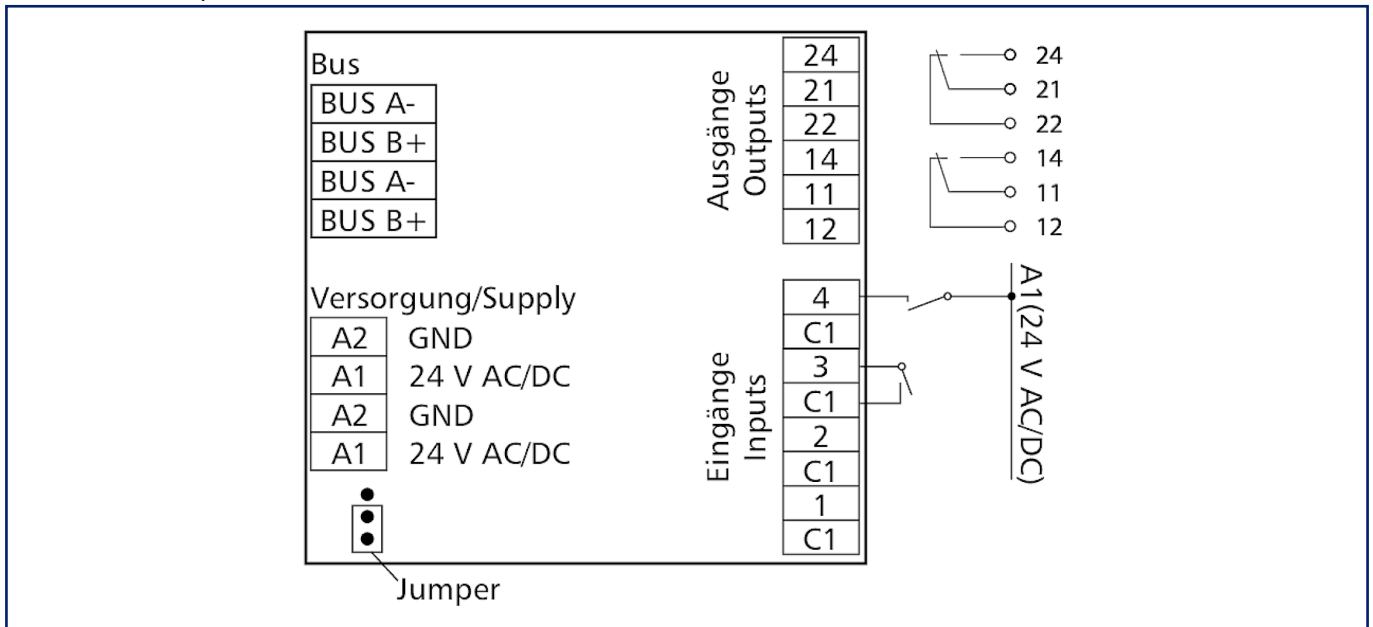 Bus
BUS A-
BUS B+
BUS A-
BUS B+
Versorgung/Supply
A2 GND
A1 24 V AC/DC
A2 GND
A1 24 V AC/DC
Jumper
Ausgänge
Outputs
24
21
22
14
11
12
Eingänge
Inputs
4
C1
3
C1
2
C1
1
C1
24
21
22
14
11
12
A1(24 V AC/DC)